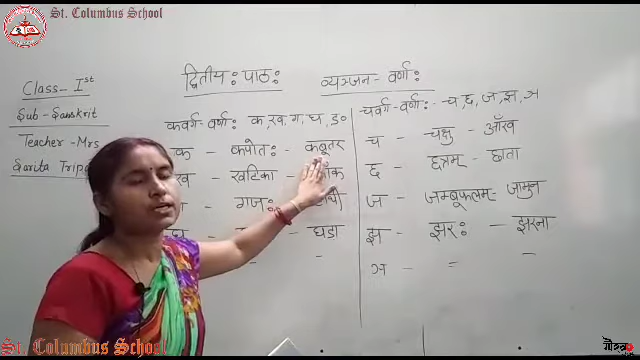 St. Columbus School
द्वितीय: पाठ:
व्यञ्जन- वर्णा:
Class- Ist
Sub - Sanskrit
Teacher - Mrs
Sarita
कवर्ग- वर्णा: क, ख, ग, घ, ड०
क - कपोत: - कबूतर
ख - खटिका -
गज: -
घ - - घडा
चवर्ग- वर्णा: - च, छ, ज, झ, ञ
च - चक्षु - आँख
छ - छत्रम् - छाता
ज - जम्बूफलम् - जामुन
झ - झर: - झरना
ञ - = -
St. Columbus School